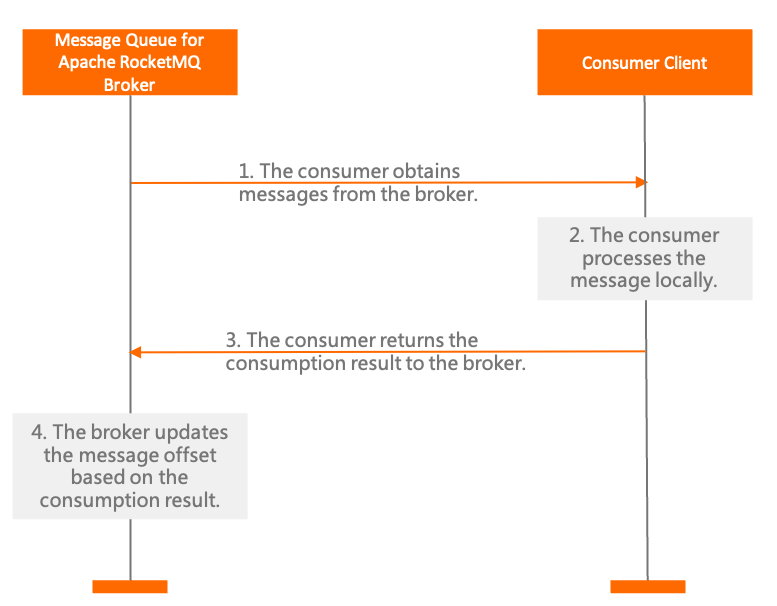 Message Queue for
Apache RocketMQ
Broker
Consumer Client
1. The consumer obtains
messages from the broker.
2. The consumer
processes the
message locally.
3. The consumer returns the
consumption result to the broker.
4. The broker updates
the message offset
based on the
consumption result.